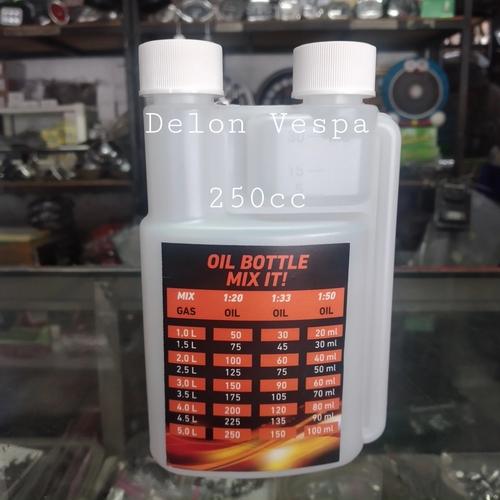 Delon Vespa
250cc
OIL BOTTLE
MIX IT!
MIX 1:20 1:33 1:50
GAS OIL OIL OIL
1,0 L 50 30 20 ml
1,5 L 75 45 30 ml
2,0 L 100 60 40 ml
2,5 L 125 75 50 ml
3,0 L 150 90 60 ml
3.5 L 175 105 70 ml
4.0 L 200 120 80 ml
4.5 L 225 135 90 ml
5.0 L 250 150 100 ml